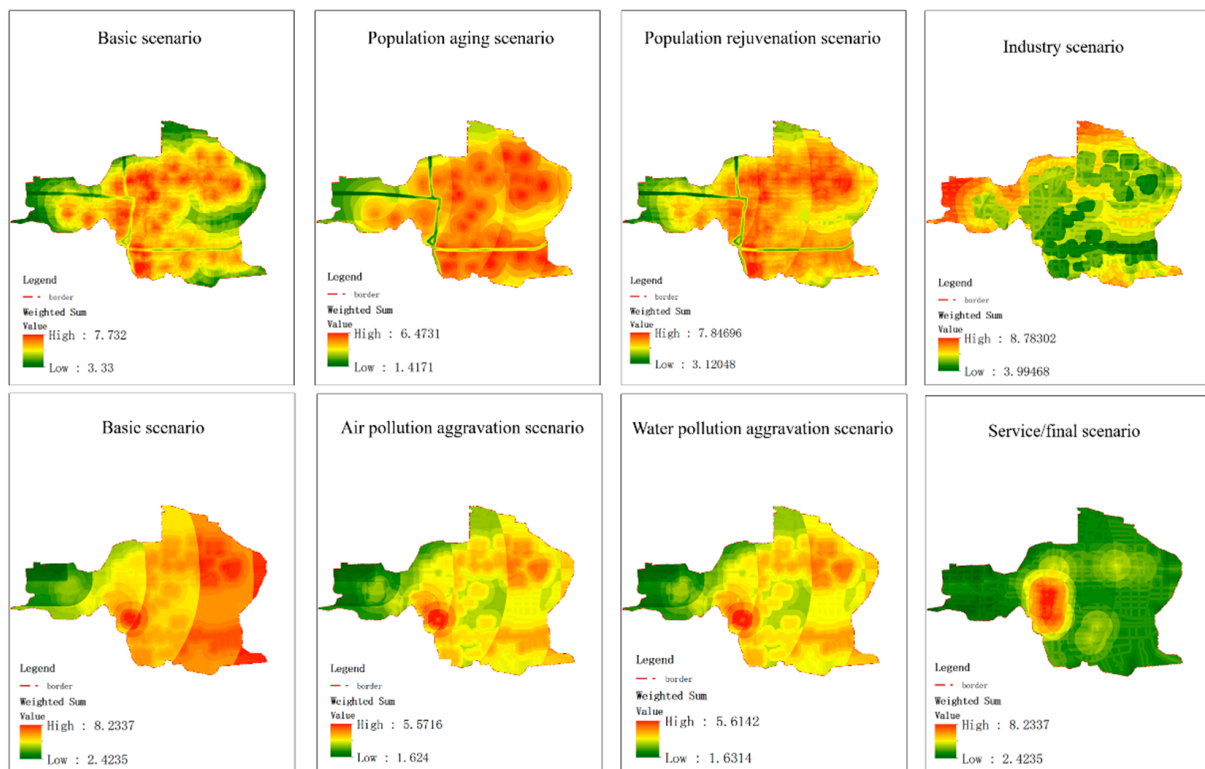 Basic scenario
Legend
border
Weighted Sum
Value
High : 7.732
Low : 3.33
Population aging scenario
Legend
border
Weighted Sum
Value
High : 6.4731
Low : 1.4171
Population rejuvenation scenario
Legend
border
Weighted Sum
Value
High : 7.84696
Low : 3.12048
Industry scenario
Legend
border
Weighted Sum
Value
High : 8.78302
Low : 3.99468
Basic scenario
Legend
border
Weighted Sum
Value
High : 8.2337
Low : 2.4235
Air pollution aggravation scenario
Legend
border
Weighted Sum
Value
High : 5.5716
Low : 1.624
Water pollution aggravation scenario
Legend
border
Weighted Sum
Value
High : 5.6142
Low : 1.6314
Service/final scenario
Legend
border
Weighted Sum
Value
High : 8.2337
Low : 2.4235